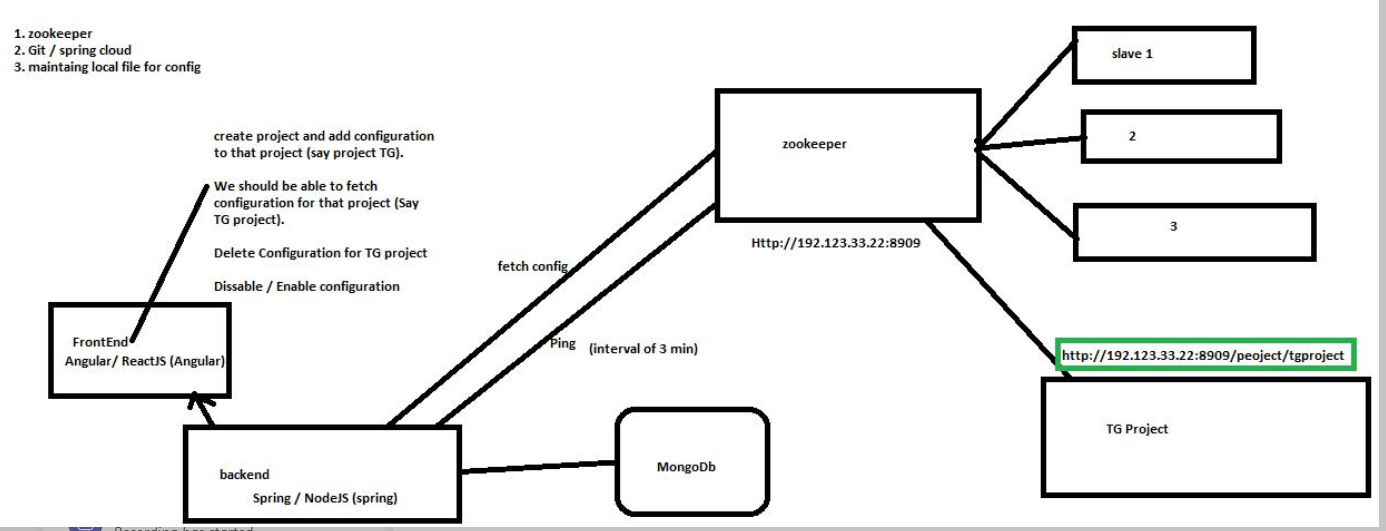 1. zookeeper
2. Git / spring cloud
3. maintaing local file for config
create project and add configuration
to that project (say project TG).
We should be able to fetch
configuration for that project (Say
TG project).
Delete Configuration for TG project
Dissable / Enable configuration
FrontEnd
Angular/ ReactJS (Angular)
backend
Spring / NodeJS (spring)
MongoDb
fetch config
Ping
(interval of 3 min)
zookeeper
Http://192.123.33.22:8909
slave 1
2
3
http://192.123.33.22:8909/peoject/tgproject
TG Project
Recording has started